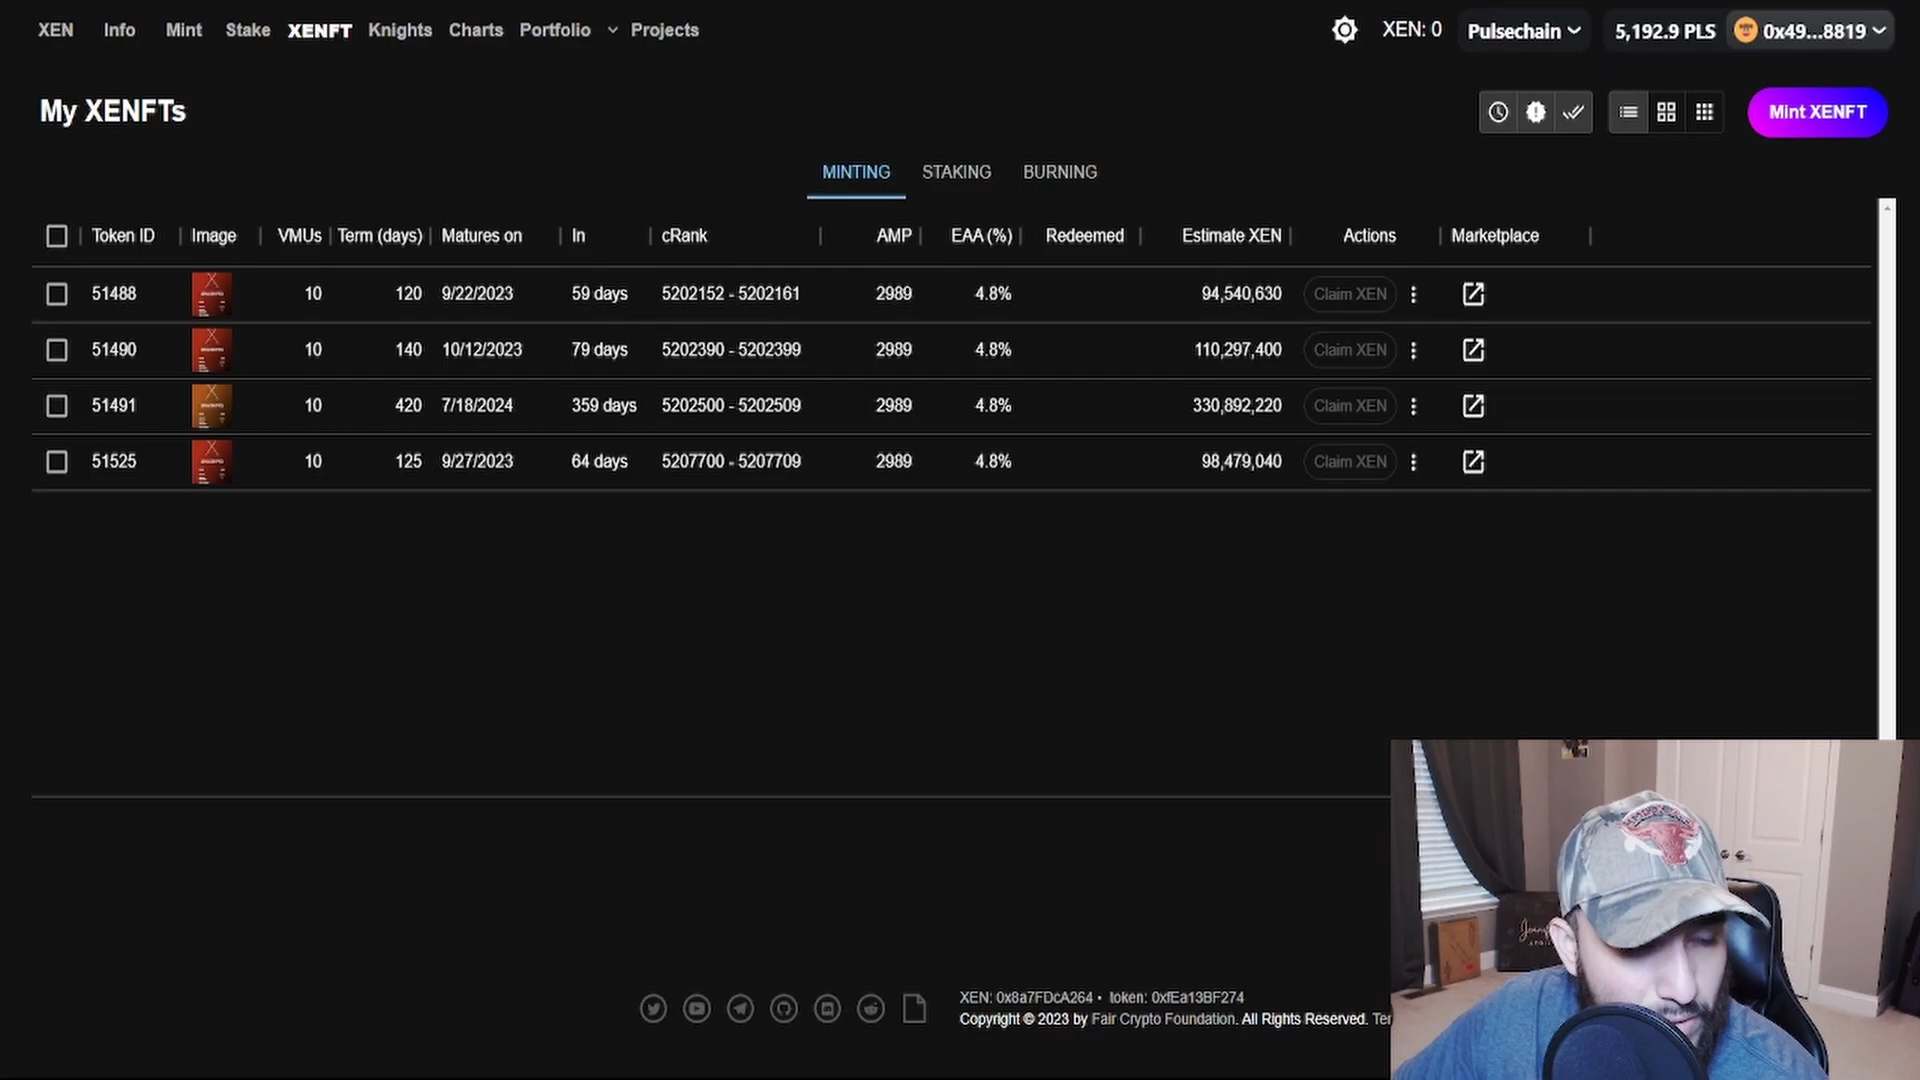 XEN Info Mint Stake XENFT Knights Charts Portfolio Projects XEN: 0 Pulsechain 5,192.9 PLS 0x49...8819
My XENFTs
Mint XENFT
MINTING STAKING BURNING
Token ID Image VMUs Term (days) Matures on In cRank AMP EAA (%) Redeemed Estimate XEN Actions Marketplace
51488 10 120 9/22/2023 59 days 5202152 - 5202161 2989 4.8% 94,540,630 Claim XEN
51490 10 140 10/12/2023 79 days 5202390 - 5202399 2989 4.8% 110,297,400 Claim XEN
51491 10 420 7/18/2024 359 days 5202500 - 5202509 2989 4.8% 330,892,220 Claim XEN
51525 10 125 9/27/2023 64 days 5207700 - 5207709 2989 4.8% 98,479,040 Claim XEN
XEN: 0x8a7FDcA264 • token: 0xfEa13BF274
Copyright © 2023 by Fair Crypto Foundation. All Rights Reserved. Ter